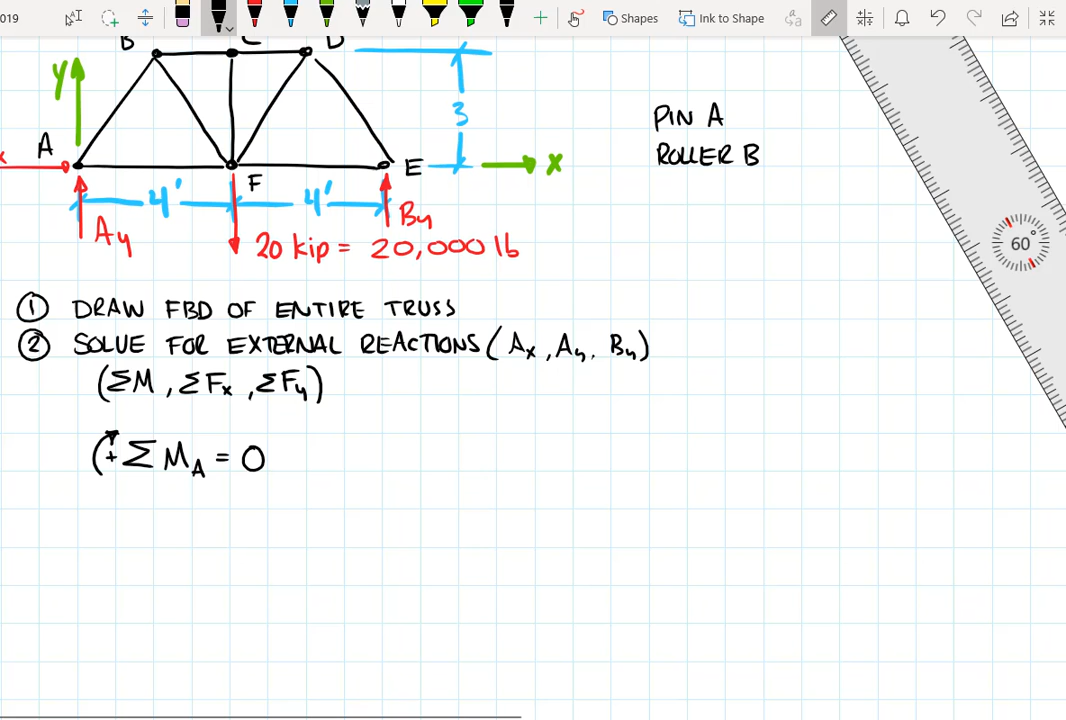 019
Shapes
Ink to Shape
B
D
Y
3
PIN A
A
ROLLER B
x
E
X
F
4'
4'
Ay
By
20 kip = 20,000 lb
60°
① DRAW FBD OF ENTIRE TRUSS
② SOLVE FOR EXTERNAL REACTIONS (Ax, Ay, By)
(ΣM, ΣFx, ΣFy)
+ ΣMA = 0